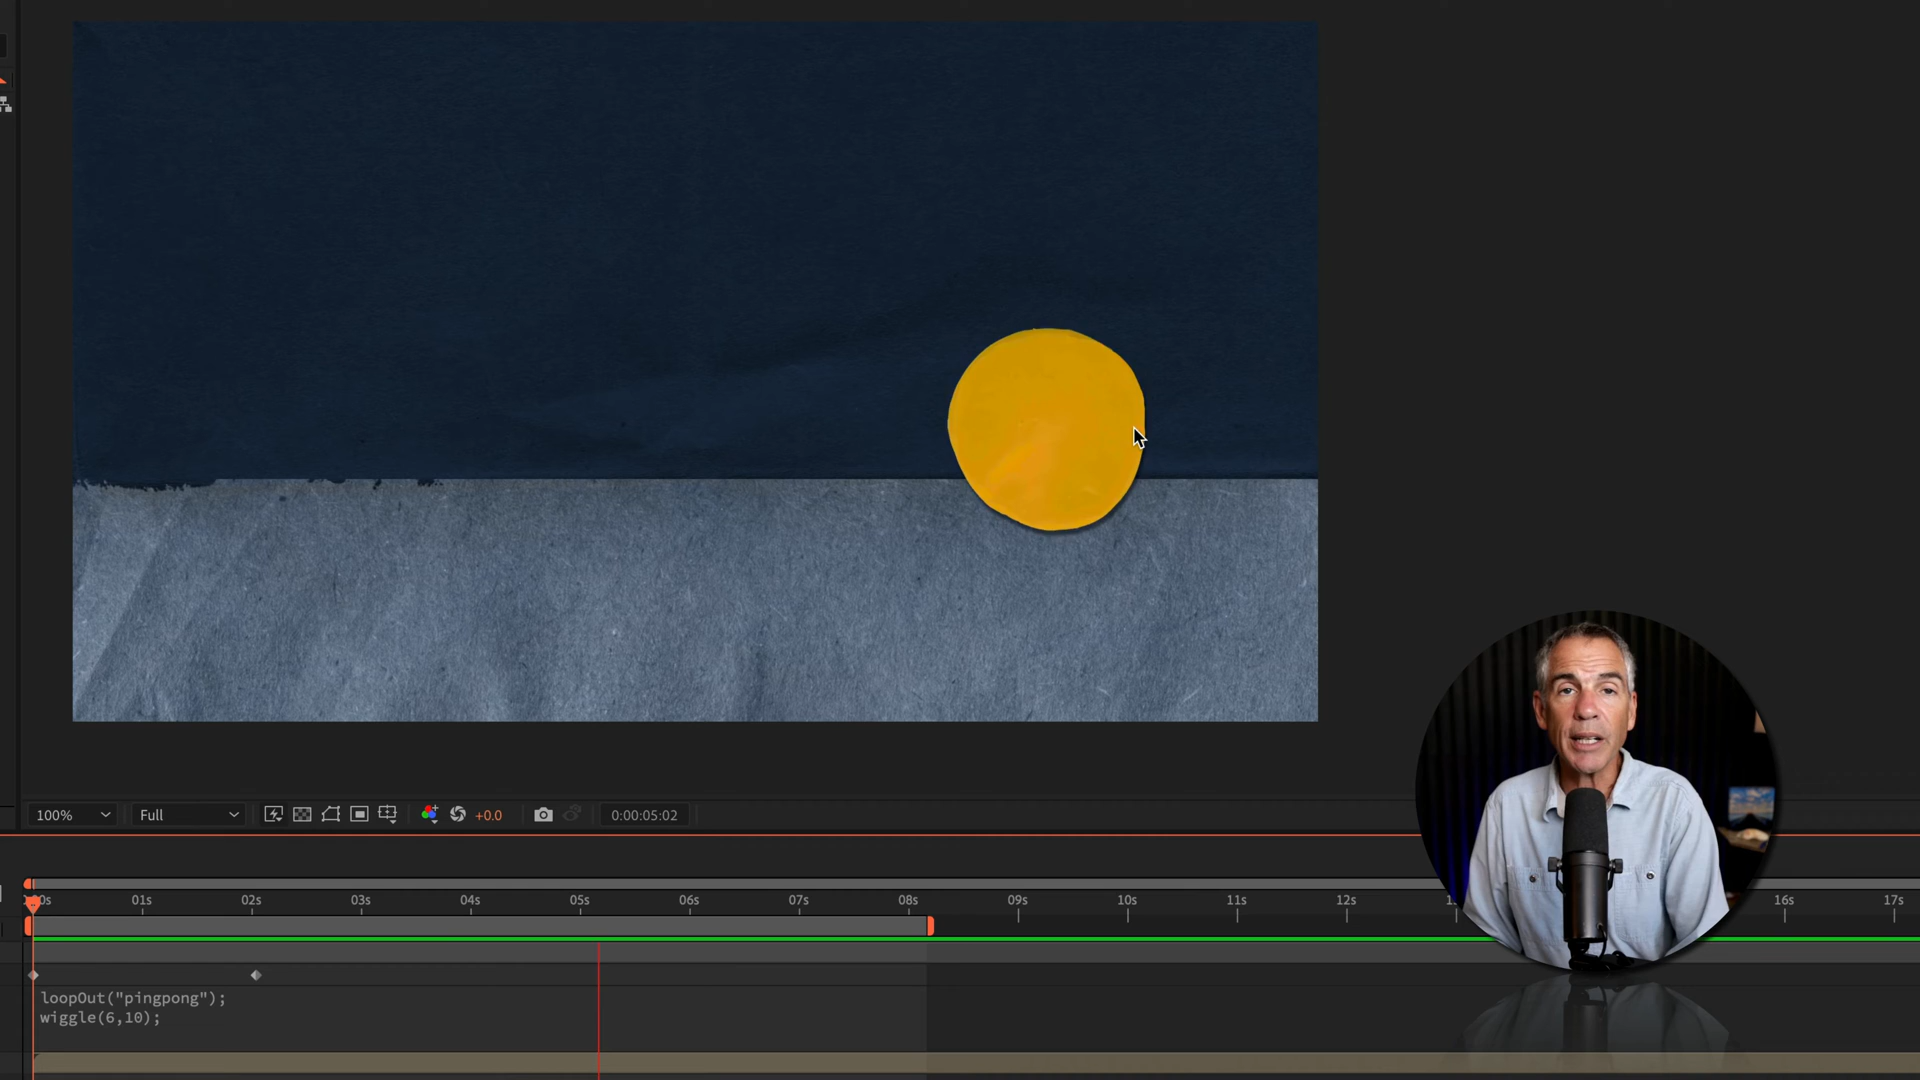 100%
Full
+0.0
0:00:05:02
01s
02s
03s
04s
05s
06s
07s
08s
09s
10s
11s
12s
16s
17s
loopOut("pingpong");
wiggle(6,10);